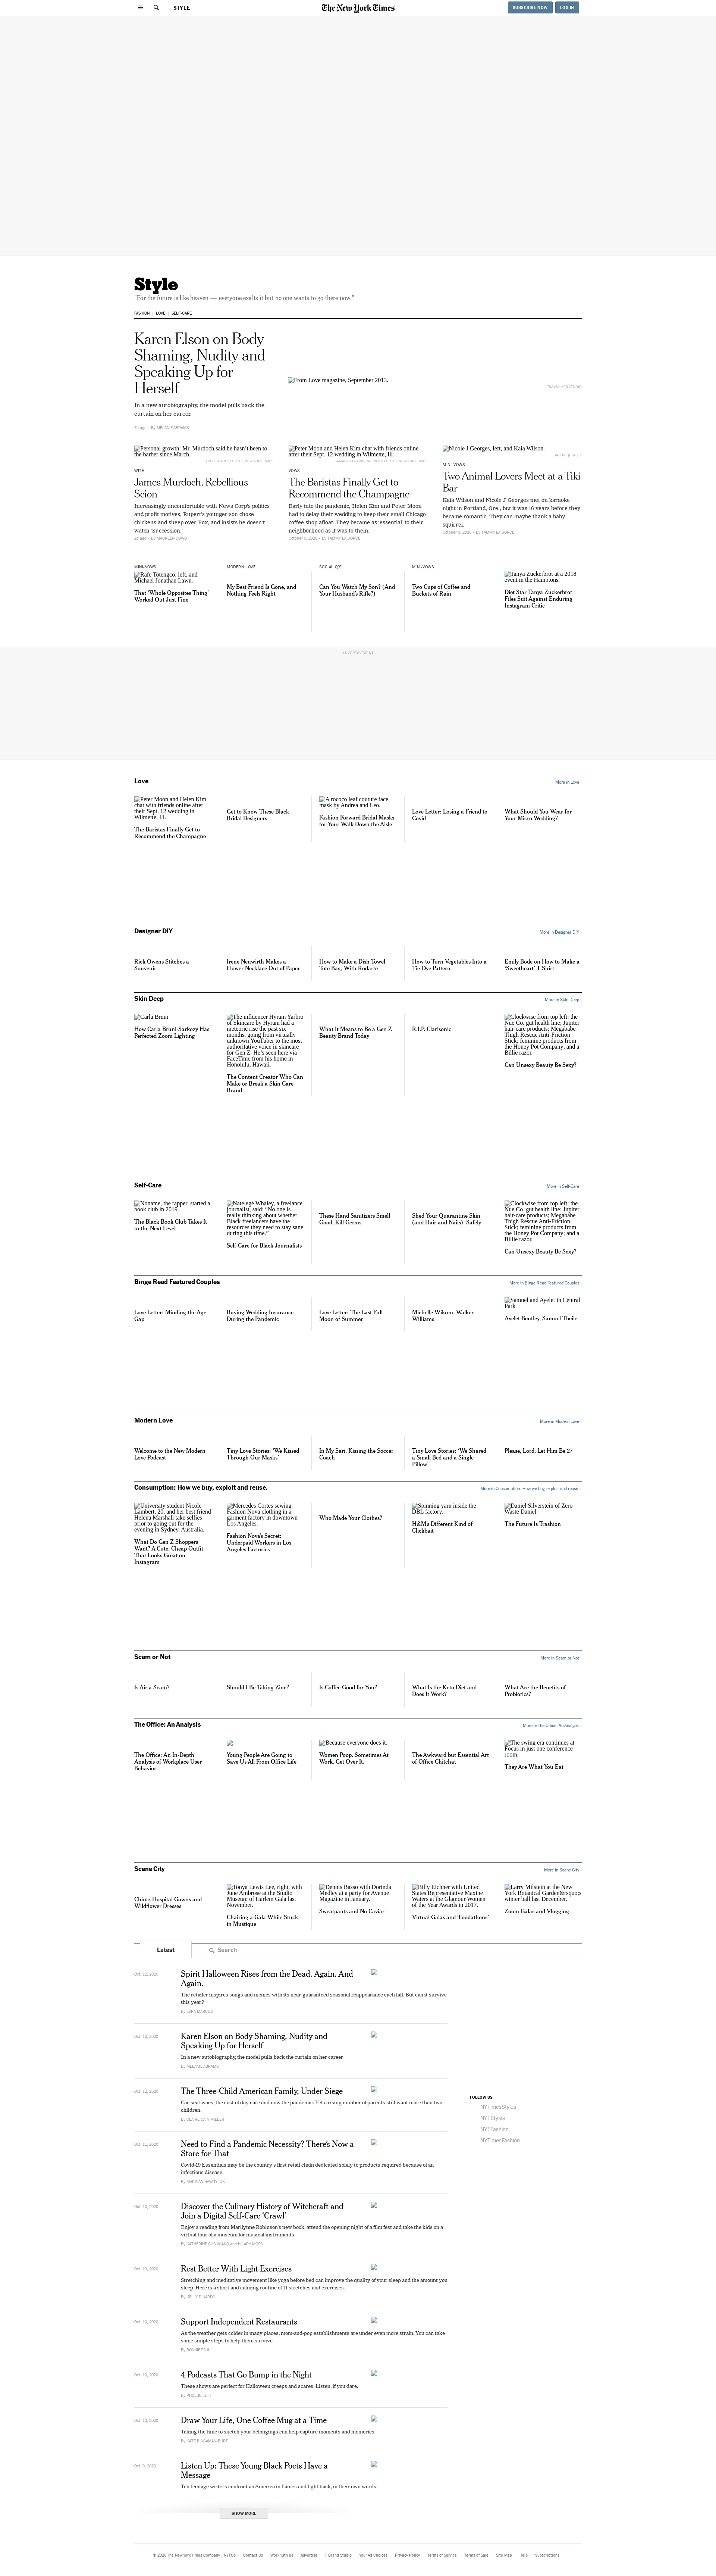 STYLE
The New York Times
SUBSCRIBE NOW
LOG IN
Style
"For the future is like heaven — everyone exalts it but no one wants to go there now."
FASHION
LOVE
SELF-CARE
Karen Elson on Body
Shaming, Nudity and
Speaking Up for
Herself
In a new autobiography, the model pulls back the
curtain on her career.
By MELANIE ABRAMS
From Love magazine, September 2013.
Personal growth: Mr. Murdoch said he hasn't been to
the barber since March.
WITH ...
James Murdoch, Rebellious
Scion
Increasingly uncomfortable with News Corp's politics
and profit motives, Rupert's younger son chose
chickens and sheep over Fox, and insists he doesn't
watch 'Succession.'
2d ago - By MAUREEN DOWD
Peter Moon and Helen Kim chat with friends online
after their Sept. 12 wedding in Wilmette, Ill.
VOWS
The Baristas Finally Get to
Recommend the Champagne
Early into the pandemic, Helen Kim and Peter Moon
had to delay their wedding to keep their small Chicago
coffee shop afloat. They became so 'essential' to their
neighborhood as it was to them.
October 9, 2020 - By TAMMY LA GORCE
Nicole J Georges, left, and Kaia Wilson.
MINI-VOWS
Two Animal Lovers Meet at a Tiki
Bar
Kaia Wilson and Nicole J Georges met on karaoke
night in Portland, Ore., but it was 16 years before they
became romantic. They can maybe thank a baby
squirrel.
October 9, 2020 - By TAMMY LA GORCE
MINI-VOWS
Rafe Totengco, left, and
Michael Jonathan Lawn.
That 'Whole Opposites Thing'
Worked Out Just Fine
MODERN LOVE
My Best Friend Is Gone, and
Nothing Feels Right
SOCIAL Q'S
Can You Watch My Son? (And
Your Husband's Rifle?)
MINI-VOWS
Two Cups of Coffee and
Buckets of Rain
Tanya Zuckerbrot at a 2018
event in the Hamptons.
Diet Star Tanya Zuckerbrot
Files Suit Against Enduring
Instagram Critic
ADVERTISEMENT
Love
More in Love ›
Peter Moon and Helen Kim
chat with friends online after
their Sept. 12 wedding in
Wilmette, Ill.
The Baristas Finally Get to
Recommend the Champagne
Get to Know These Black
Bridal Designers
A rococo leaf couture face
mask by Andrea and Leo.
Fashion Forward Bridal Masks
for Your Walk Down the Aisle
Love Letter: Losing a Friend to
Covid
What Should You Wear for
Your Micro Wedding?
Designer DIY
More in Designer DIY ›
Rick Owens Stitches a
Souvenir
Irene Neuwirth Makes a
Flower Necklace Out of Paper
How to Make a Dish Towel
Tote Bag, With Rodarte
How to Turn Vegetables Into a
Tie-Dye Pattern
Emily Bode on How to Make a
'Sweetheart' T-Shirt
Skin Deep
More in Skin Deep ›
Carla Bruni
How Carla Bruni-Sarkozy Has
Perfected Zoom Lighting
The influencer Hyram Yarbro
of Skincare by Hyram had a
meteoric rise the past six
months, going from virtually
unknown YouTuber to the most
authoritative voice in skincare
for Gen Z. He's seen here via
FaceTime from his home in
Honolulu, Hawaii.
The Content Creator Who Can
Make or Break a Skin Care
Brand
What It Means to Be a Gen Z
Beauty Brand Today
R.I.P. Clarisonic
Clockwise from top left: the
Nue Co. gut health line; Jupiter
hair-care products; Megababe
Thigh Rescue Anti-Friction
Stick; feminine products from
the Honey Pot Company; and a
Billie razor.
Can Unsexy Beauty Be Sexy?
Self-Care
More in Self-Care ›
Noname, the rapper, started a
book club in 2019.
The Black Book Club Takes It
to the Next Level
Natelegé Whaley, a freelance
journalist, said: "No one is
really thinking about whether
Black freelancers have the
resources they need to stay sane
during this time."
Self-Care for Black Journalists
These Hand Sanitizers Smell
Good, Kill Germs
Shed Your Quarantine Skin
(and Hair and Nails), Safely
Clockwise from top left: the
Nue Co. gut health line; Jupiter
hair-care products; Megababe
Thigh Rescue Anti-Friction
Stick; feminine products from
the Honey Pot Company; and a
Billie razor.
Can Unsexy Beauty Be Sexy?
Binge Read Featured Couples
More in Binge Read Featured Couples ›
Love Letter: Minding the Age
Gap
Buying Wedding Insurance
During the Pandemic
Love Letter: The Last Full
Moon of Summer
Michelle Wikum, Walker
Williams
Samuel and Ayelet in Central
Park
Ayelet Bentley, Samuel Tbeile
Modern Love
More in Modern Love ›
Welcome to the New Modern
Love Podcast
Tiny Love Stories: 'We Kissed
Through Our Masks'
In My Sari, Kissing the Soccer
Coach
Tiny Love Stories: 'We Shared
a Small Bed and a Single
Pillow'
Please, Lord, Let Him Be 27
Consumption: How we buy, exploit and reuse.
More in Consumption: How we buy, exploit and reuse. ›
University student Nicole
Lambert, 20, and her best friend
Helena Marshall take selfies
prior to going out for the
evening in Sydney, Australia.
What Do Gen Z Shoppers
Want? A Cute, Cheap Outfit
That Looks Great on
Instagram
Mercedes Cortes sewing
Fashion Nova clothing in a
garment factory in downtown
Los Angeles.
Fashion Nova's Secret:
Underpaid Workers in Los
Angeles Factories
Who Made Your Clothes?
Spinning yarn inside the
DBL factory.
H&M's Different Kind of
Clickbait
Daniel Silverstein of Zero
Waste Daniel.
The Future Is Trashion
Scam or Not
More in Scam or Not ›
Is Air a Scam?
Should I Be Taking Zinc?
Is Coffee Good for You?
What Is the Keto Diet and
Does It Work?
What Are the Benefits of
Probiotics?
The Office: An Analysis
More in The Office: An Analysis ›
The Office: An In-Depth
Analysis of Workplace User
Behavior
Young People Are Going to
Save Us All From Office Life
Because everyone does it.
Women Poop. Sometimes At
Work. Get Over It.
The Awkward but Essential Art
of Office Chitchat
The swing era continues at
Focus in just one conference
room.
They Are What You Eat
Scene City
More in Scene City ›
Chintz Hospital Gowns and
Wildflower Dresses
Tonya Lewis Lee, right, with
June Ambrose at the Studio
Museum of Harlem Gala last
November.
Chairing a Gala While Stuck
in Mustique
Dennis Basso with Dorinda
Medley at a party for Avenue
Magazine in January.
Sweatpants and No Caviar
Billy Eichner with United
States Representative Maxine
Waters at the Glamour Women
of the Year Awards in 2017.
Virtual Galas and 'Foodathons'
Larry Milstein at the New
York Botanical Garden&rsquo;s
winter ball last December.
Zoom Galas and Vlogging
Latest
Search
Oct. 12, 2020
Spirit Halloween Rises from the Dead. Again. And
Again.
The retailer inspires songs and memes with its near-guaranteed seasonal reappearance each fall. But can it survive
this year?
By EZRA MARCUS
Oct. 12, 2020
Karen Elson on Body Shaming, Nudity and
Speaking Up for Herself
In a new autobiography, the model pulls back the curtain on her career.
By MELANIE ABRAMS
Oct. 12, 2020
The Three-Child American Family, Under Siege
Car-seat woes, the cost of day care and now the pandemic. Yet a rising number of parents still want more than two
children.
By CLAIRE CAIN MILLER
Oct. 11, 2020
Need to Find a Pandemic Necessity? There's Now a
Store for That
Covid-19 Essentials may be the country's first retail chain dedicated solely to products required because of an
infectious disease.
Oct. 10, 2020
Discover the Culinary History of Witchcraft and
Join a Digital Self-Care 'Crawl'
Enjoy a reading from Marilynne Robinson's new book, attend the opening night of a film fest and take the kids on a
virtual tour of a museum for musical instruments.
By KATHERINE CUSUMANO and HILARY MOSS
Oct. 10, 2020
Rest Better With Light Exercises
Stretching and meditative movement like yoga before bed can improve the quality of your sleep and the amount you
sleep. Here is a short and calming routine of 11 stretches and exercises.
By KELLY DINARDO
Oct. 10, 2020
Support Independent Restaurants
As the weather gets colder in many places, mom-and-pop establishments are under even more strain. You can take
some simple steps to help them survive.
By BONNIE TSUI
Oct. 10, 2020
4 Podcasts That Go Bump in the Night
These shows are perfect for Halloween creeps and scares. Listen, if you dare.
By PHOEBE LETT
Oct. 10, 2020
Draw Your Life, One Coffee Mug at a Time
Taking the time to sketch your belongings can help capture moments and memories.
By KATE BINGAMAN-BURT
Oct. 9, 2020
Listen Up: These Young Black Poets Have a
Message
Ten teenage writers confront an America in flames and fight back, in their own words.
SHOW MORE
FOLLOW US
NYTimesStyles
NYTStyles
NYTFashion
NYTimesFashion
© 2020 The New York Times Company
NYTCo
Contact Us
Work with us
Advertise
T Brand Studio
Your Ad Choices
Privacy Policy
Terms of Service
Terms of Sale
Site Map
Help
Subscriptions